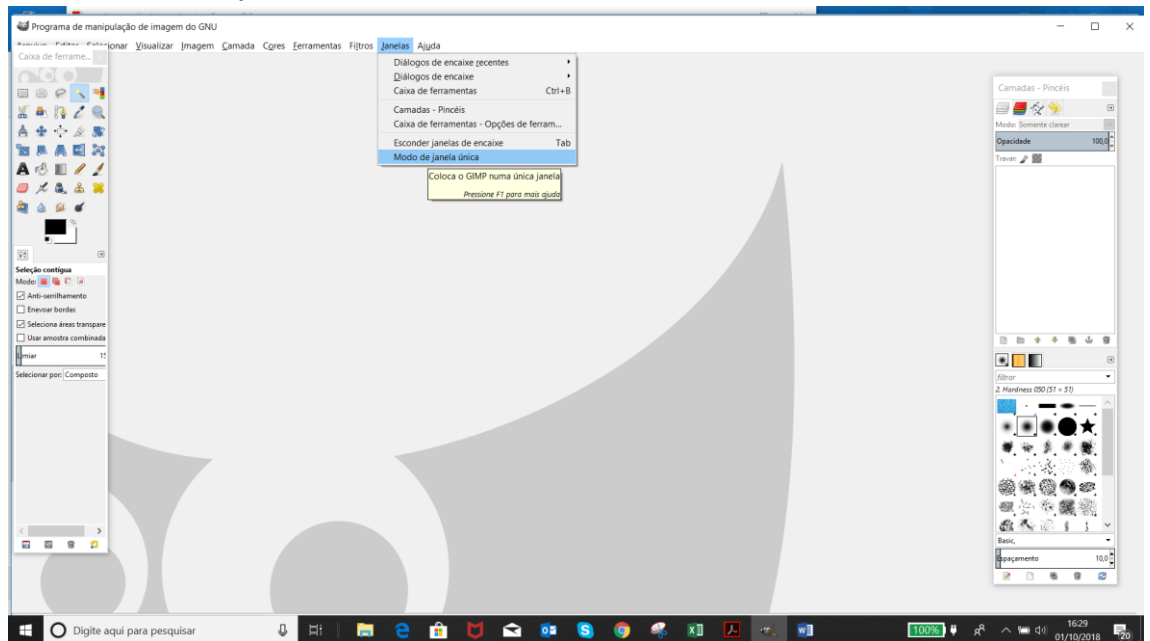 Programa de manipulação de imagem do GNU
Arquivo Editar Selecionar Visualizar Imagem Camada Cores Ferramentas Filtros Janelas Ajuda
Caixa de ferrame...
Diálogos de encaixe recentes
Diálogos de encaixe
Caixa de ferramentas Ctrl+B
Camadas - Pincéis
Caixa de ferramentas - Opções de ferram...
Esconder janelas de encaixe Tab
Modo de janela única
Coloca o GIMP numa única janela
Pressione F1 para mais ajuda
Seleção contígua
Modo:
Anti-serrilhamento
Enevoar bordas
Seleciona áreas transpare
Usar amostra combinada
Limiar 15
Selecionar por: Composto
Camadas - Pincéis
Modo: Somente clarear
Opacidade 100,0
Travar:
filtrar
2. Hardness 050 (51 × 51)
Basic,
Espaçamento 10,0
Digite aqui para pesquisar
100%
16:29
01/10/2018
20